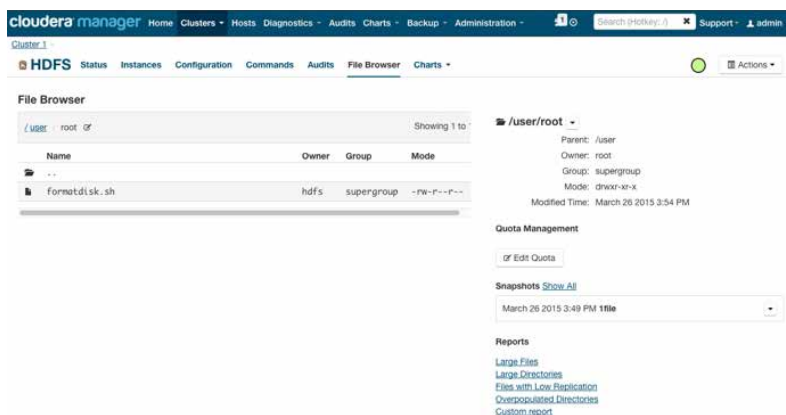 cloudera manager Home Clusters Hosts Diagnostics Audits Charts Backup Administration 1 Search (Hotkey: /) Support admin
Cluster 1
HDFS Status Instances Configuration Commands Audits File Browser Charts Actions
File Browser
/ user / root Showing 1 to
Name Owner Group Mode
..
formatdisk.sh hdfs supergroup -rw-r--r--
/user/root
Parent: /user
Owner: root
Group: supergroup
Mode: drwxr-xr-x
Modified Time: March 26 2015 3:54 PM
Quota Management
Edit Quota
Snapshots Show All
March 26 2015 3:49 PM 1file
Reports
Large Files
Large Directories
Files with Low Replication
Overpopulated Directories
Custom report